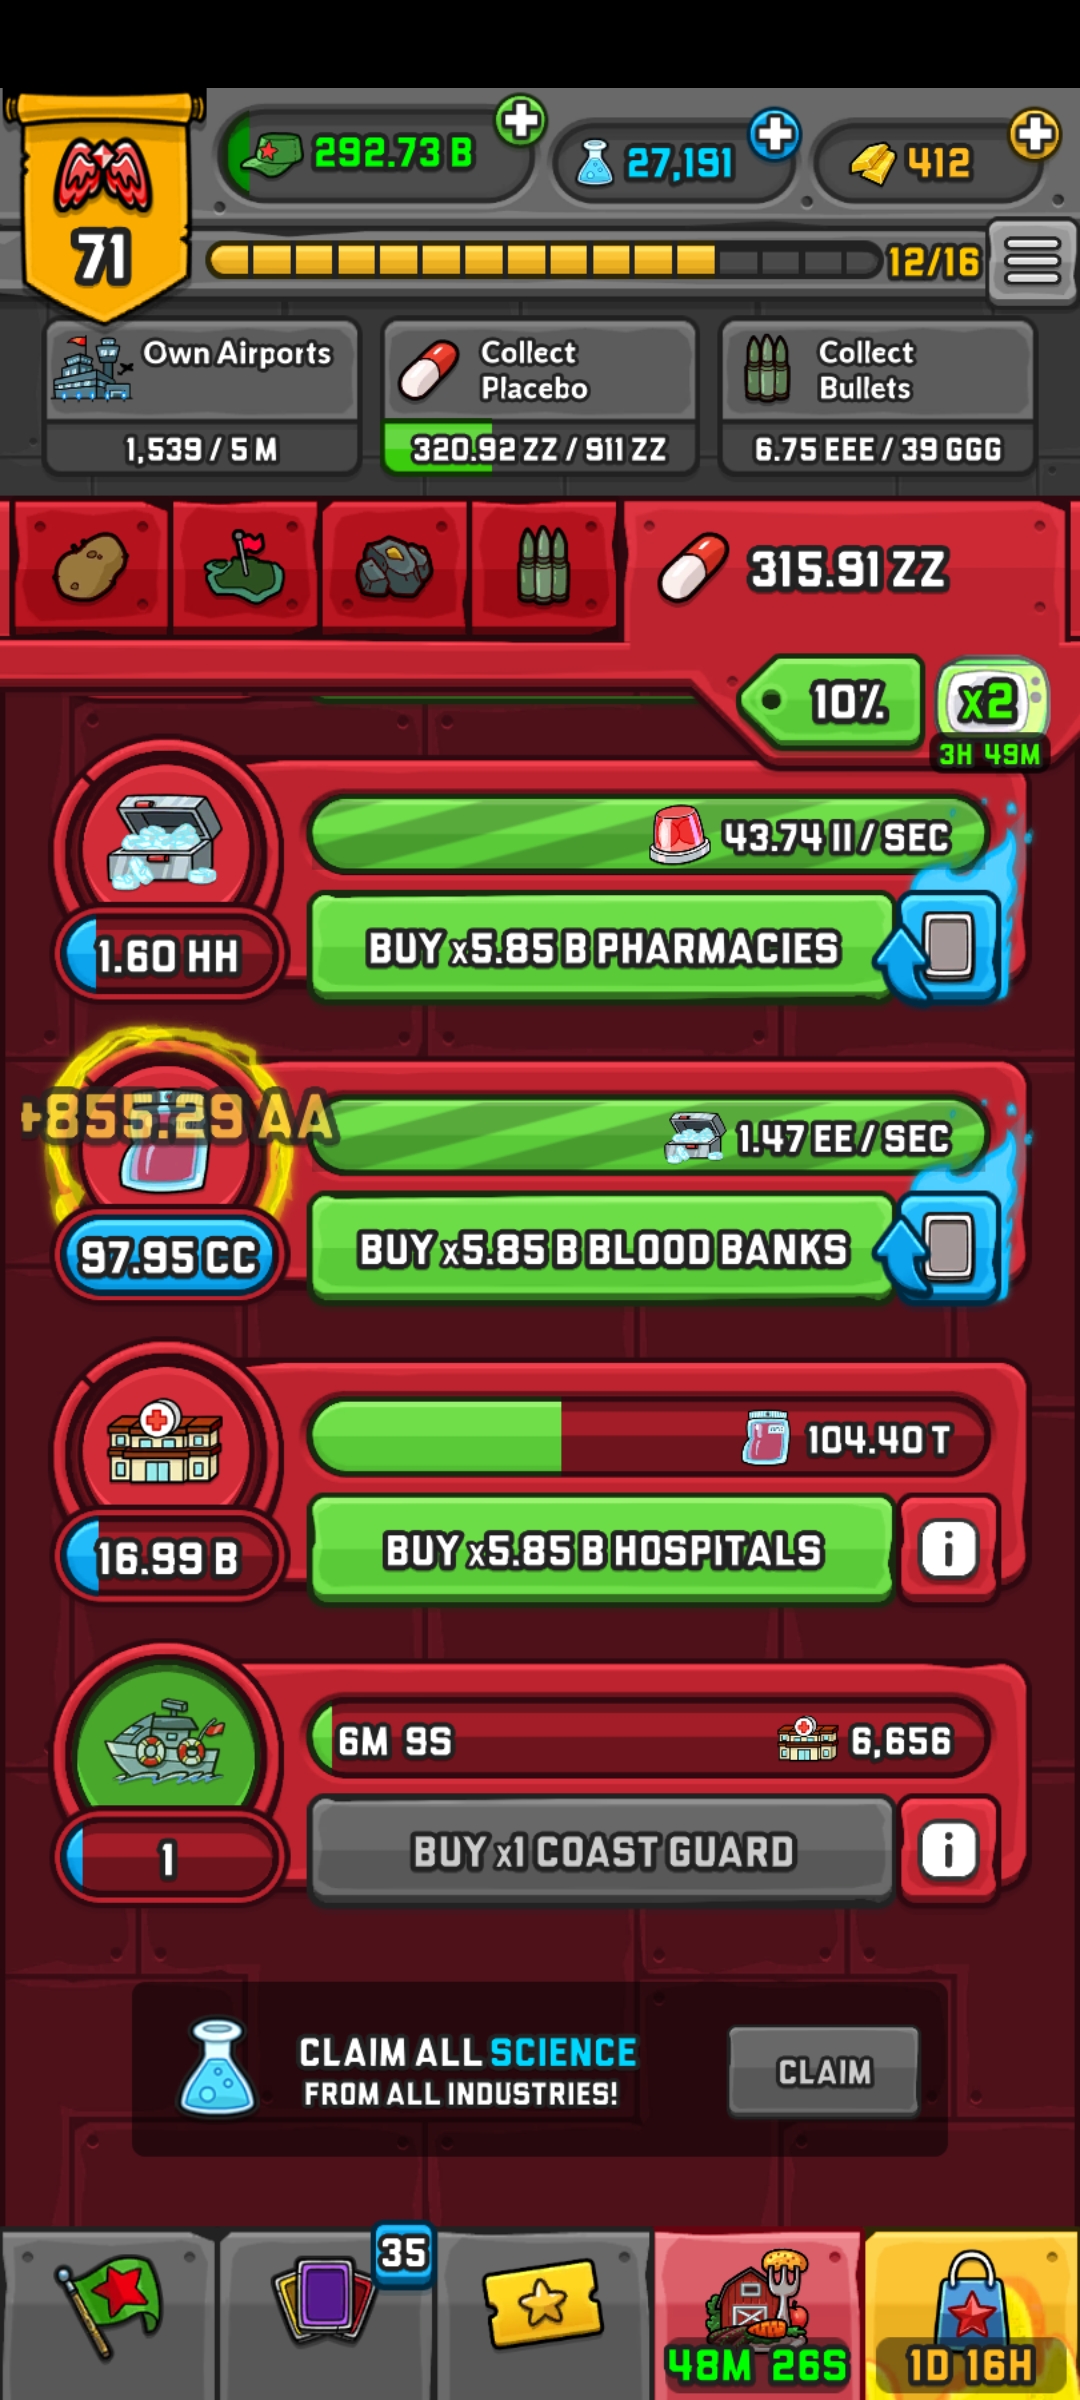 71
292.73 B
27,191
412
12/16
Own Airports
1,539 / 5 M
Collect
Placebo
320.92 ZZ / 911 ZZ
Collect
Bullets
6.75 EEE / 39 GGG
315.91 ZZ
10%
x2
3H 49M
43.74 II / SEC
1.60 HH
BUY x5.85 B PHARMACIES
+855.29 AA
1.47 EE / SEC
97.95 CC
BUY x5.85 B BLOOD BANKS
104.40 T
16.99 B
BUY x5.85 B HOSPITALS
i
6M 9S
6,656
1
BUY x1 COAST GUARD
i
CLAIM ALL SCIENCE
FROM ALL INDUSTRIES!
CLAIM
35
48M 26S
1D 16H